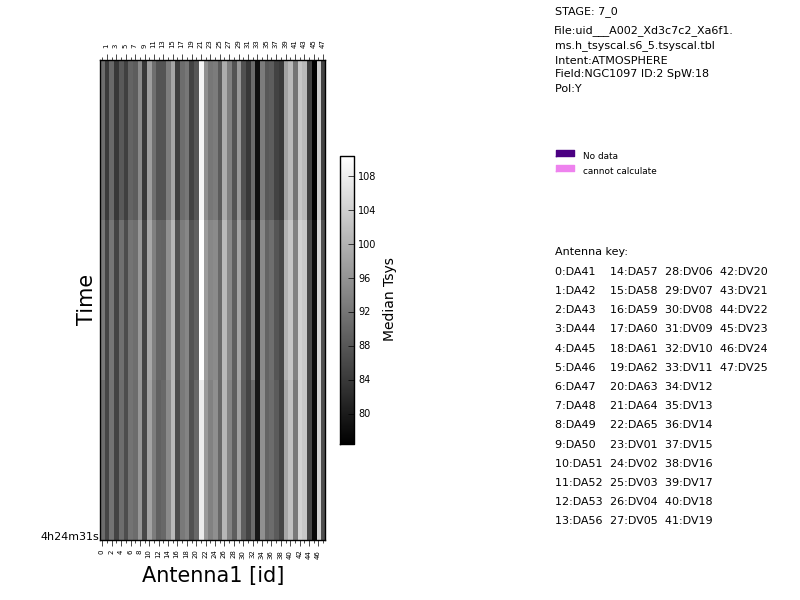 STAGE: 7_0
File:uid___A002_Xd3c7c2_Xa6f1.
ms.h_tsyscal.s6_5.tsyscal.tbl
Intent:ATMOSPHERE
Field:NGC1097 ID:2 SpW:18
Pol:Y
1 3 5 7 9 11 13 15 17 19 21 23 25 27 29 31 33 35 37 39 41 43 45 47
No data
cannot calculate
108
104
100
96
92
88
84
80
Median Tsys
Time
4h24m31s
0 2 4 6 8 10 12 14 16 18 20 22 24 26 28 30 32 34 36 38 40 42 44 46
Antenna1 [id]
Antenna key:
0:DA41 14:DA57 28:DV06 42:DV20
1:DA42 15:DA58 29:DV07 43:DV21
2:DA43 16:DA59 30:DV08 44:DV22
3:DA44 17:DA60 31:DV09 45:DV23
4:DA45 18:DA61 32:DV10 46:DV24
5:DA46 19:DA62 33:DV11 47:DV25
6:DA47 20:DA63 34:DV12
7:DA48 21:DA64 35:DV13
8:DA49 22:DA65 36:DV14
9:DA50 23:DV01 37:DV15
10:DA51 24:DV02 38:DV16
11:DA52 25:DV03 39:DV17
12:DA53 26:DV04 40:DV18
13:DA56 27:DV05 41:DV19